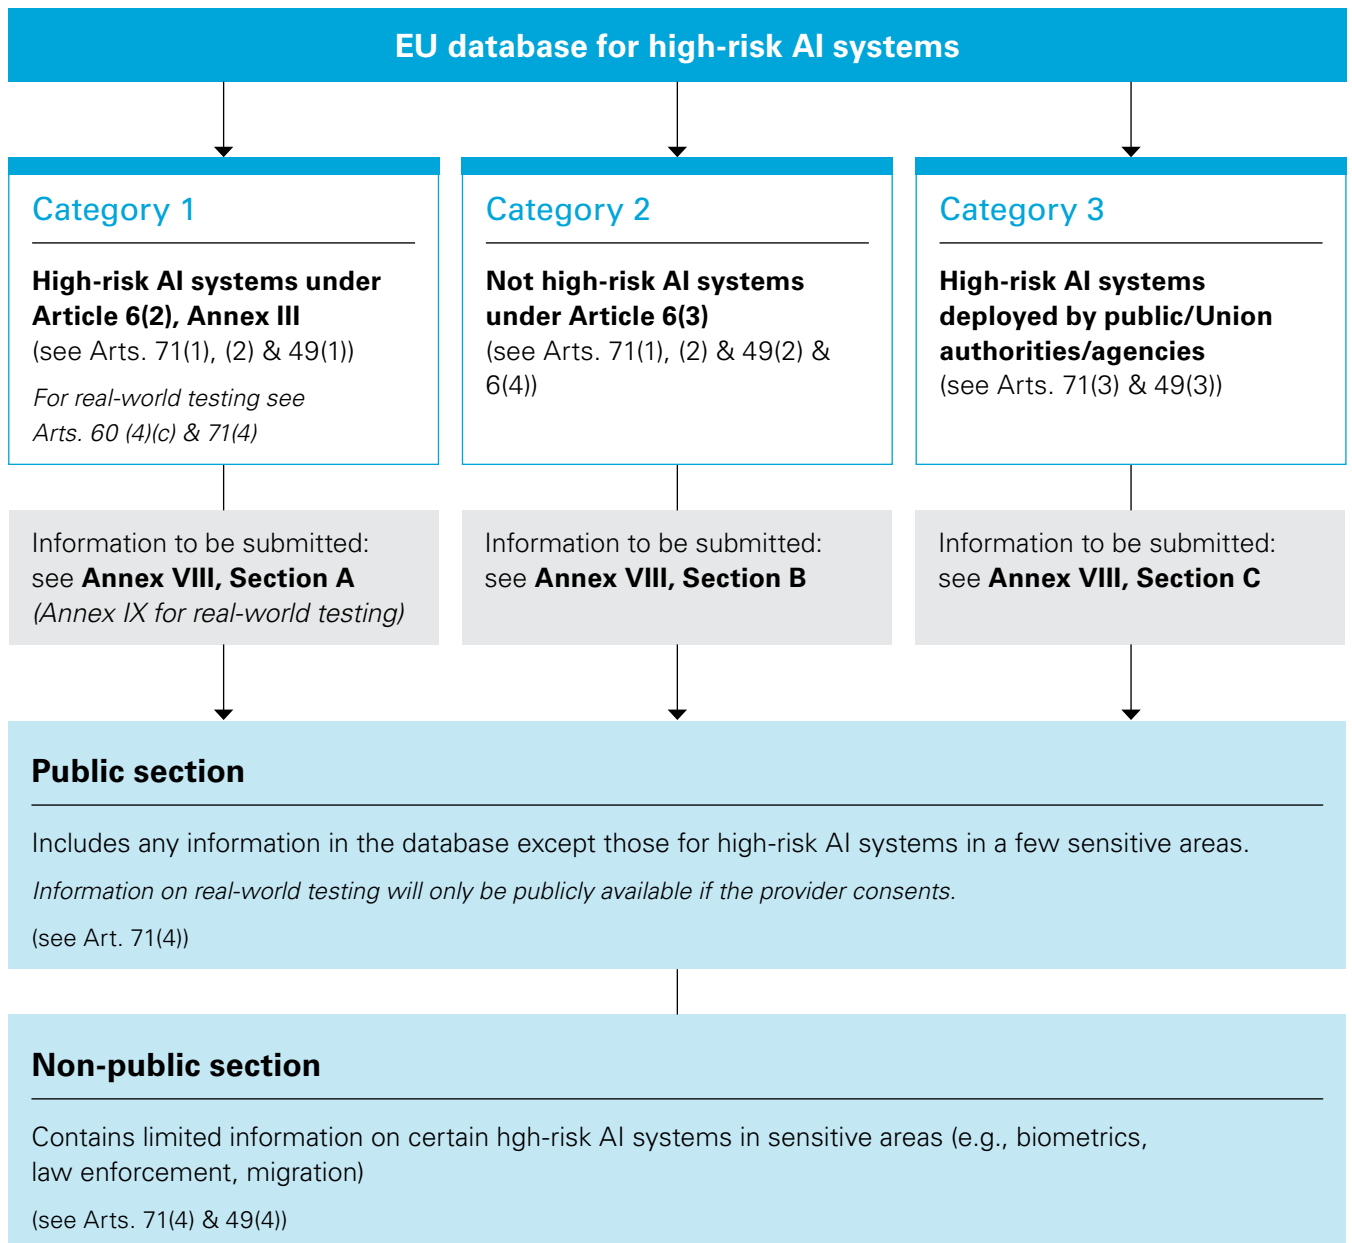 EU database for high-risk AI systems
Category 1
High-risk AI systems under
Article 6(2), Annex III
(see Arts. 71(1), (2) & 49(1))
For real-world testing see
Arts. 60 (4)(c) & 71(4)
Category 2
Not high-risk AI systems
under Article 6(3)
(see Arts. 71(1), (2) & 49(2) &
6(4))
Category 3
High-risk AI systems
deployed by public/Union
authorities/agencies
(see Arts. 71(3) & 49(3))
Information to be submitted:
see Annex VIII, Section A
(Annex IX for real-world testing)
Information to be submitted:
see Annex VIII, Section B
Information to be submitted:
see Annex VIII, Section C
Public section
Includes any information in the database except those for high-risk AI systems in a few sensitive areas.
Information on real-world testing will only be publicly available if the provider consents.
(see Art. 71(4))
Non-public section
Contains limited information on certain hgh-risk AI systems in sensitive areas (e.g., biometrics,
law enforcement, migration)
(see Arts. 71(4) & 49(4))